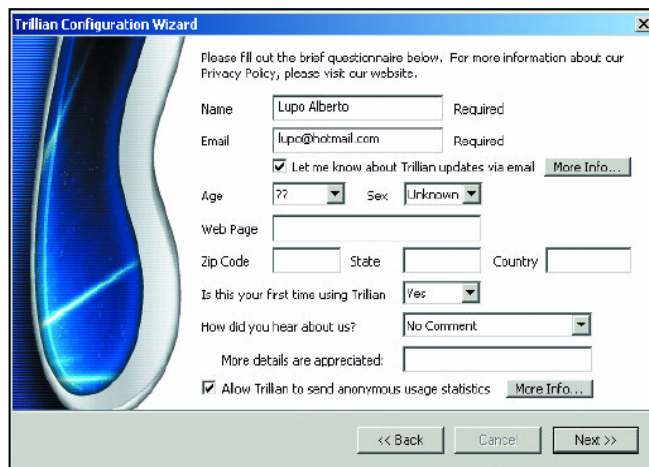 Trillian Configuration Wizard
Please fill out the brief questionnaire below. For more information about our
Privacy Policy, please visit our website.
Name Lupo Alberto Required
Email lupo@hotmail.com Required
Let me know about Trillian updates via email More Info...
Age ?? Sex Unknown
Web Page
Zip Code State Country
Is this your first time using Trillian Yes
How did you hear about us? No Comment
More details are appreciated:
Allow Trillian to send anonymous usage statistics More Info...
<< Back Cancel Next >>